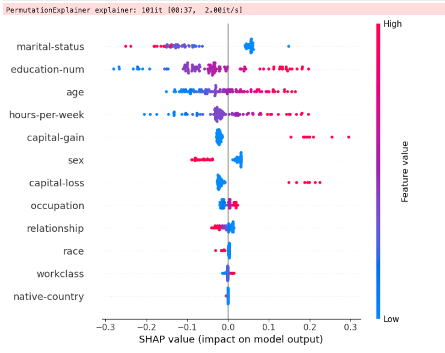 PermutationExplainer explainer: 101it [00:37, 2.00it/s]
High
marital-status
education-num
age
hours-per-week
capital-gain
sex
capital-loss
occupation
relationship
race
workclass
native-country
Feature value
Low
−0.3 −0.2 −0.1 0.0 0.1 0.2 0.3
SHAP value (impact on model output)